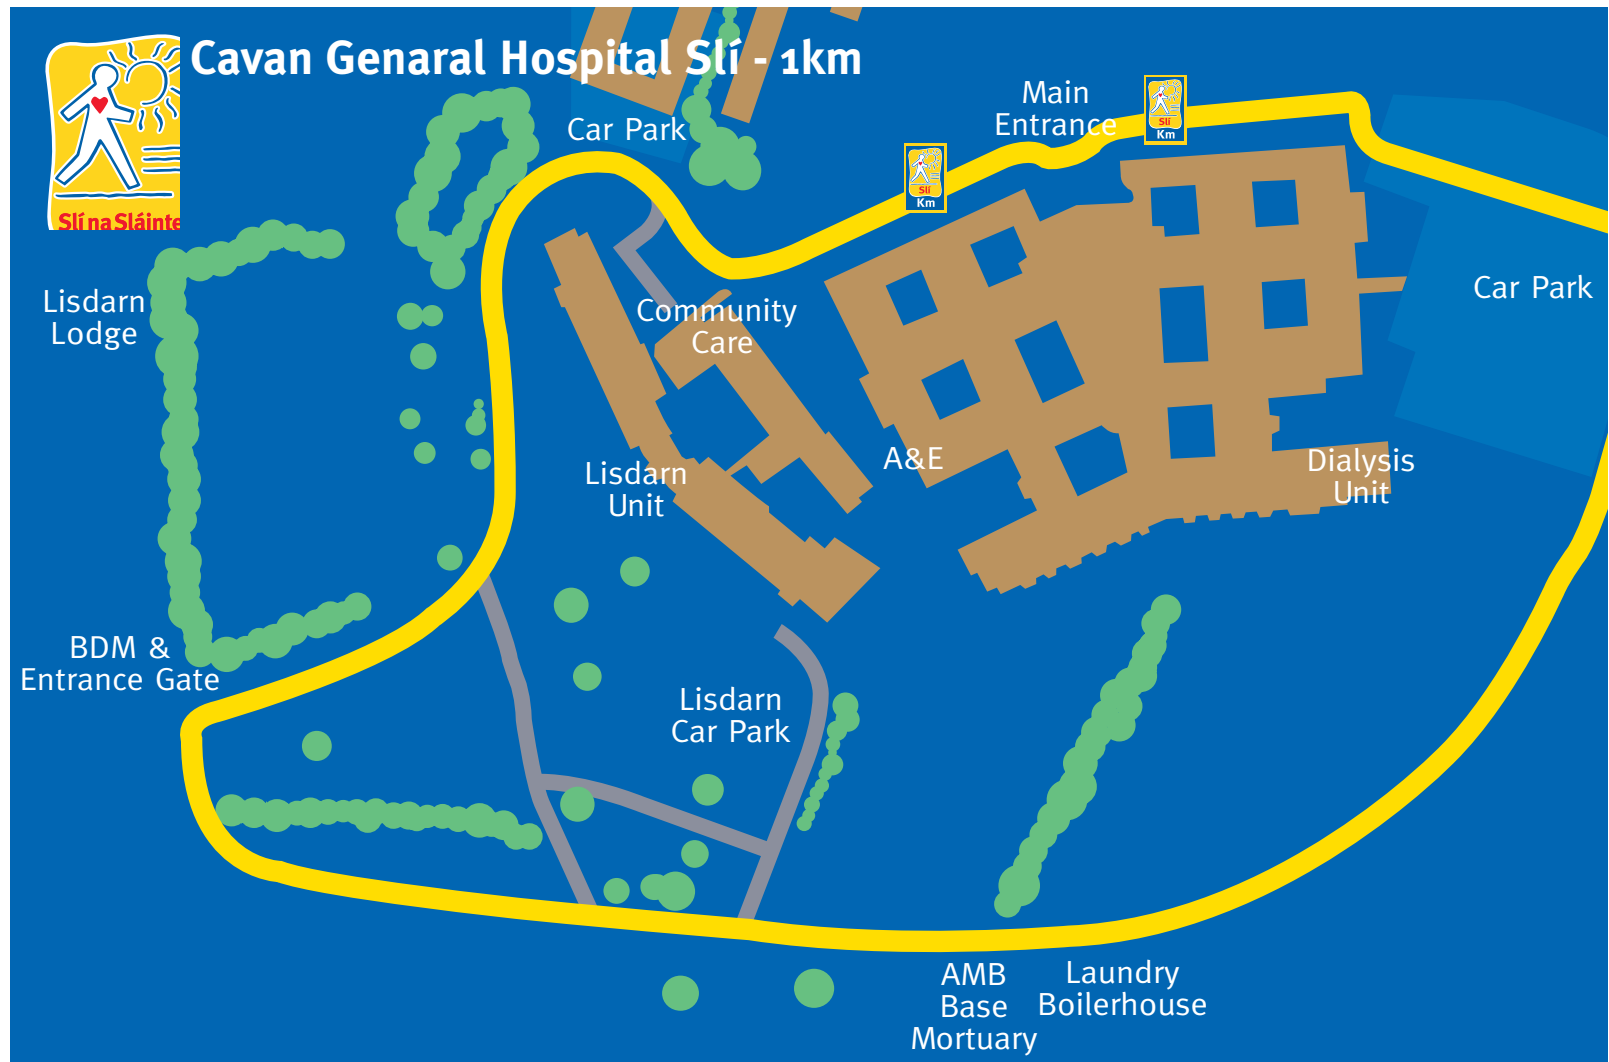 Cavan Genaral Hospital Slí - 1km
Slí na Sláinte
Car Park
Main
Entrance
Slí
Km
Slí
Km
Lisdarn
Lodge
Community
Care
Car Park
A&E
Lisdarn
Unit
Dialysis
Unit
BDM &
Entrance Gate
Lisdarn
Car Park
AMB
Base
Mortuary
Laundry
Boilerhouse